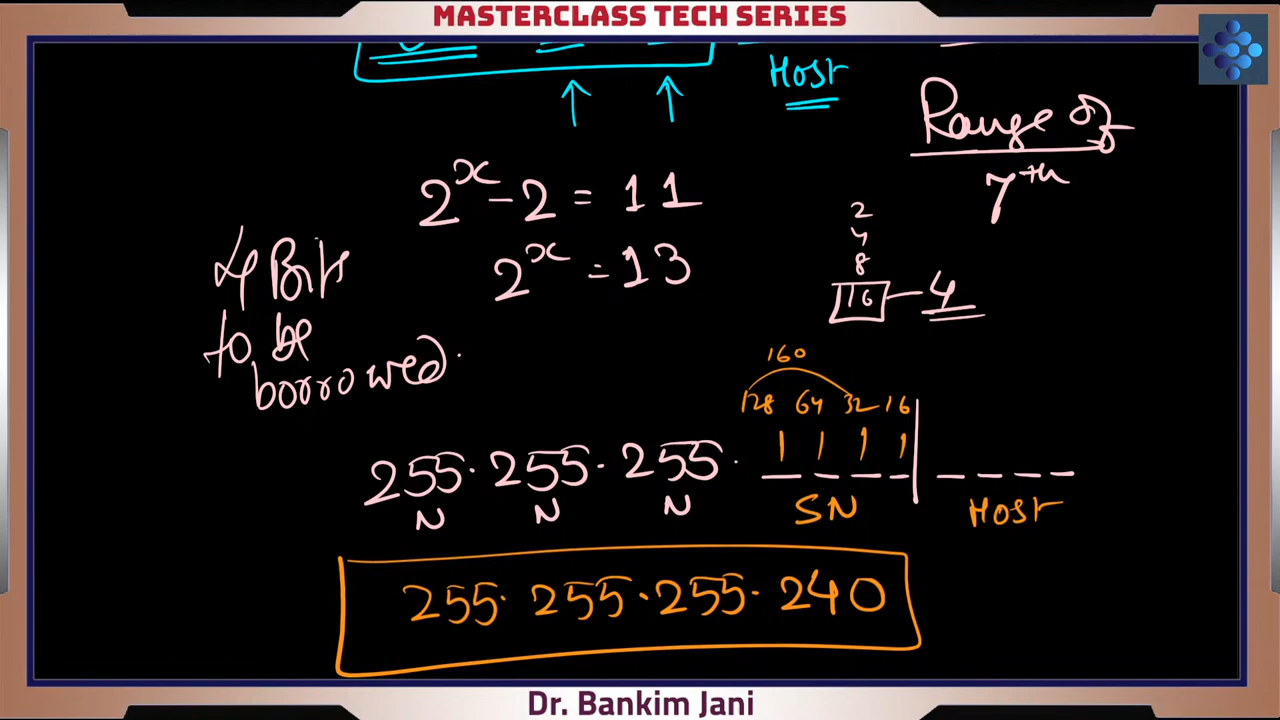 MASTERCLASS TECH SERIES
Host
Range of
7th
2^x - 2 = 11
2^x = 13
2
4
8
16 — 4
4 Bits
to be
borrowed.
160
128 64 32 16
255. 255. 255. 1 1 1 1
N N N SN Host
255. 255. 255. 240
Dr. Bankim Jani